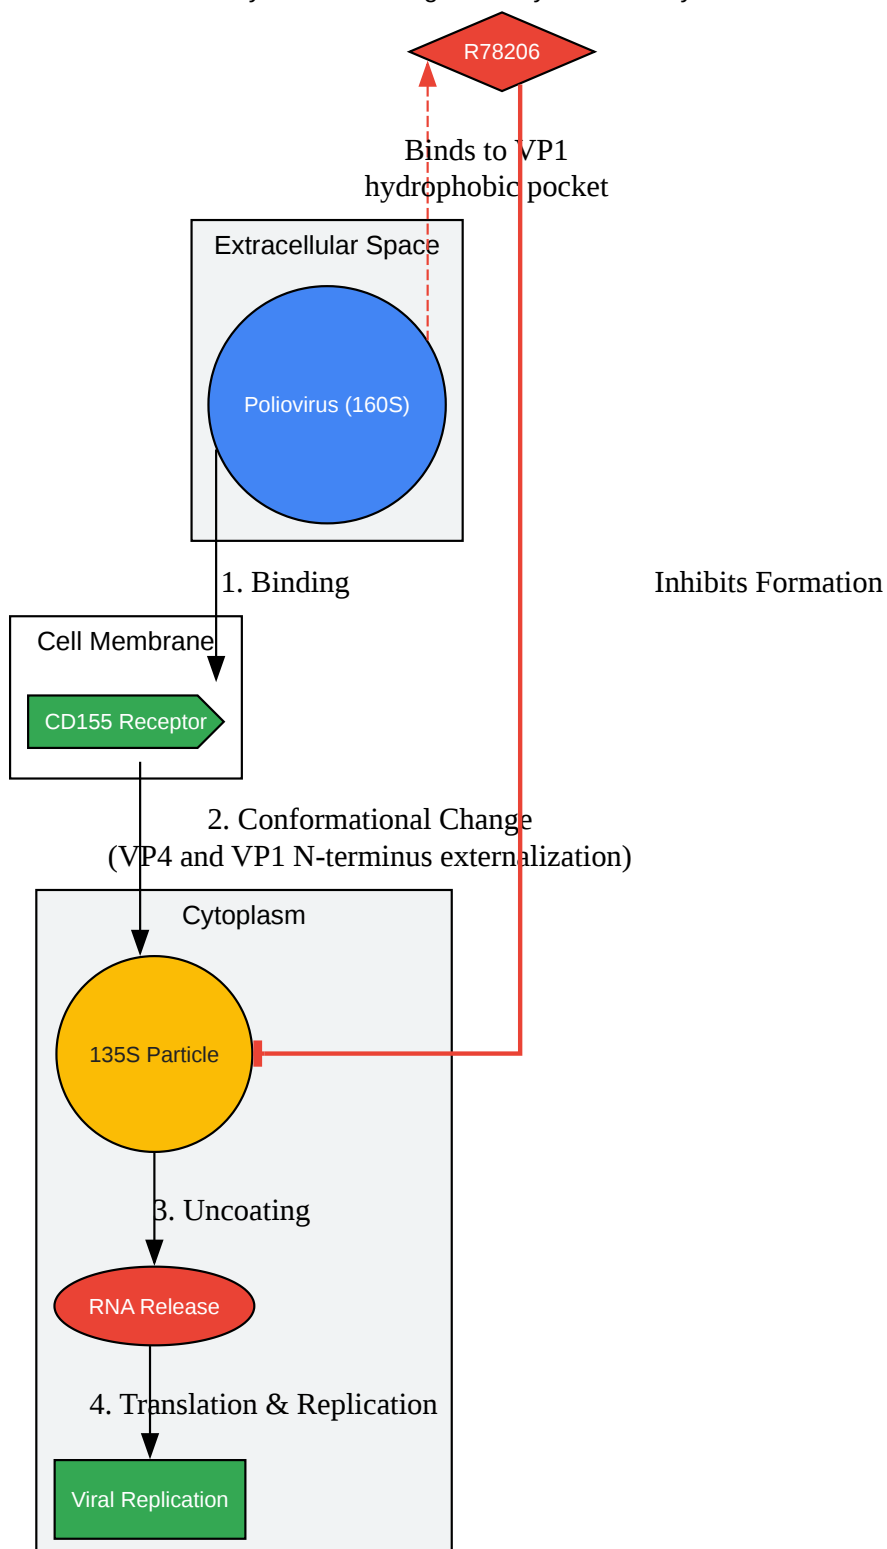 R78206
Binds to VP1
hydrophobic pocket
Extracellular Space
Poliovirus (160S)
1. Binding
Inhibits Formation
Cell Membrane
CD155 Receptor
2. Conformational Change
(VP4 and VP1 N-terminus externalization)
Cytoplasm
135S Particle
3. Uncoating
RNA Release
4. Translation & Replication
Viral Replication